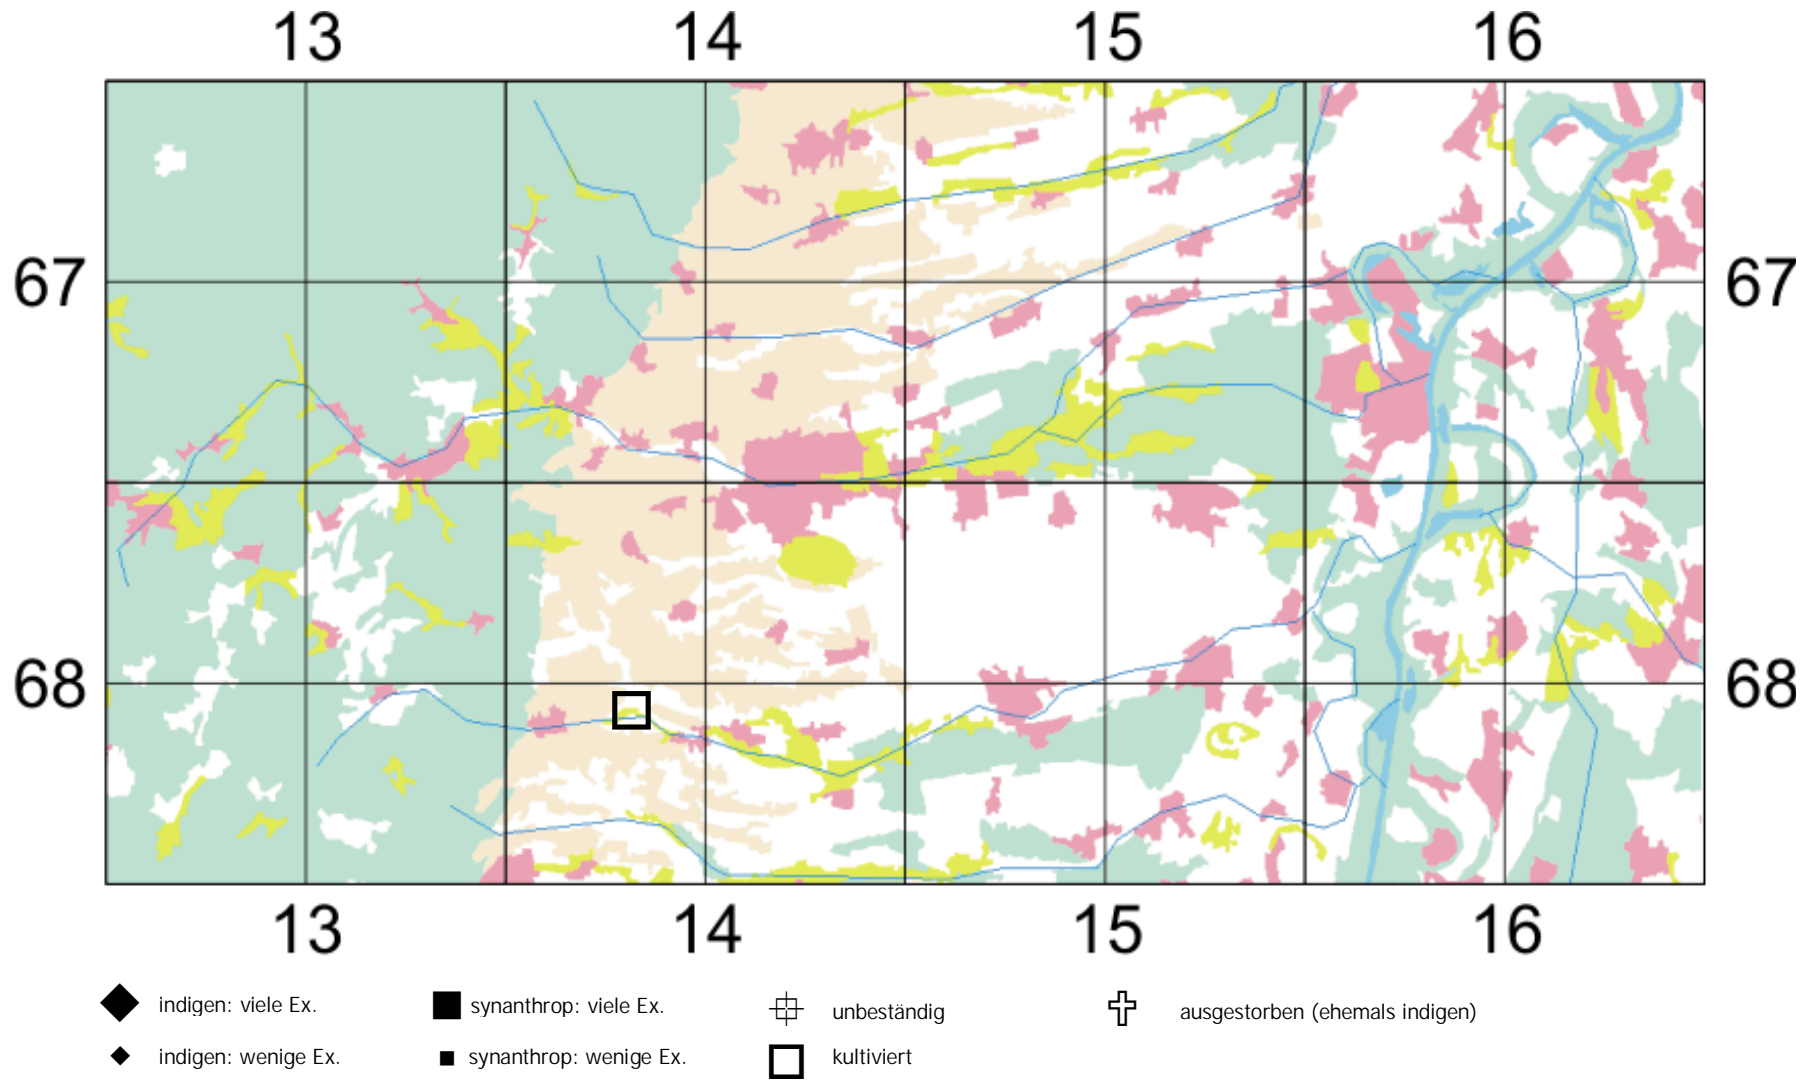 13 14 15 16
67 67
68 68
13 14 15 16
indigen: viele Ex. synanthrop: viele Ex. unbeständig ausgestorben (ehemals indigen)
indigen: wenige Ex. synanthrop: wenige Ex. kultiviert